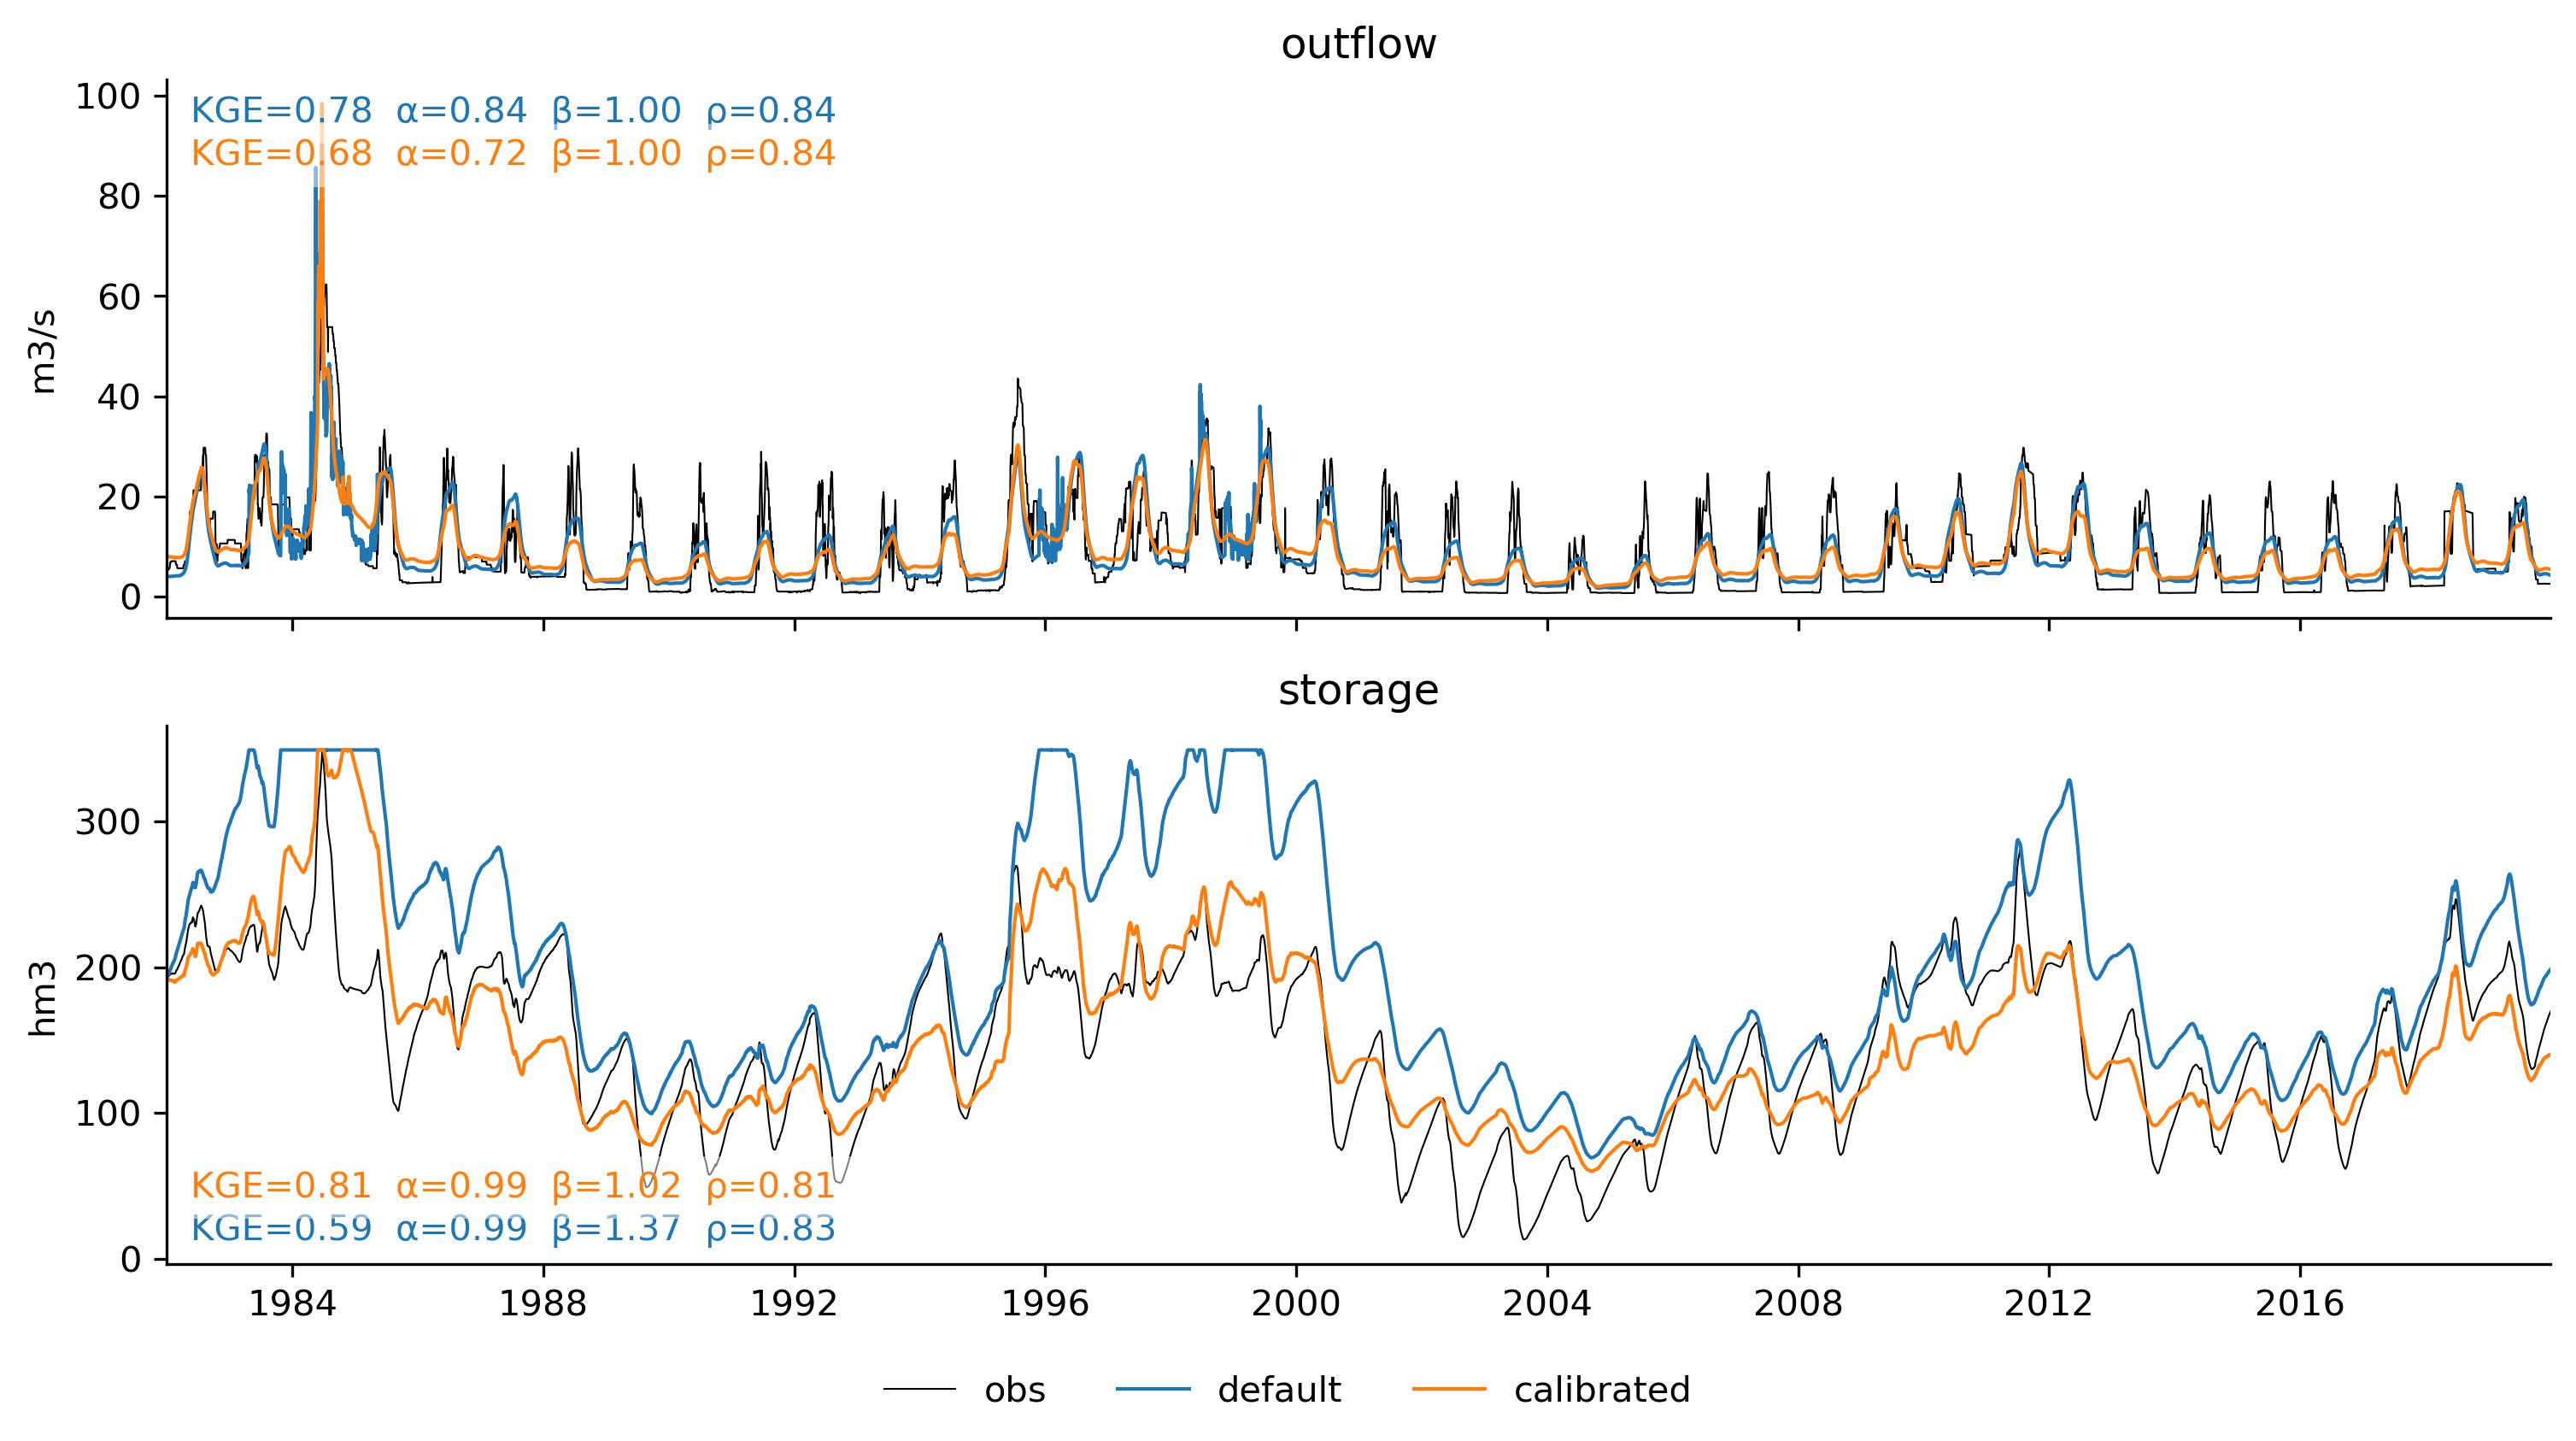 outflow
100
80
60
40
20
0
m3/s
KGE=0.78 α=0.84 β=1.00 ρ=0.84
KGE=0.68 α=0.72 β=1.00 ρ=0.84
storage
300
200
100
0
hm3
KGE=0.81 α=0.99 β=1.02 ρ=0.81
KGE=0.59 α=0.99 β=1.37 ρ=0.83
1984 1988 1992 1996 2000 2004 2008 2012 2016
obs default calibrated